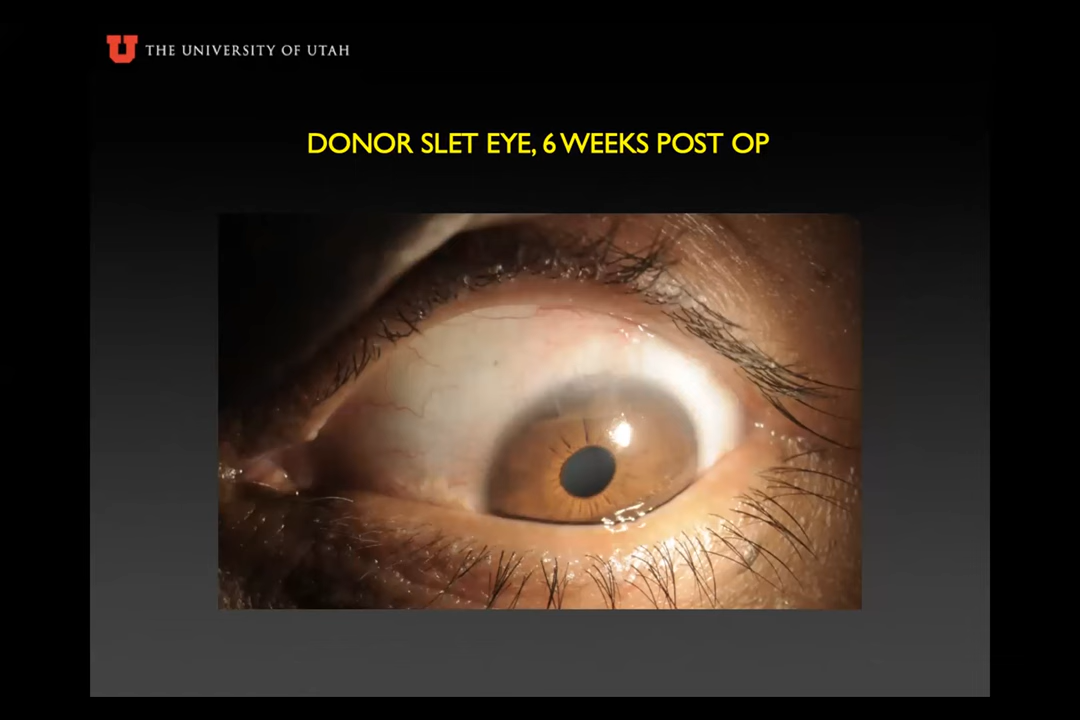 THE UNIVERSITY OF UTAH
DONOR SLET EYE, 6 WEEKS POST OP